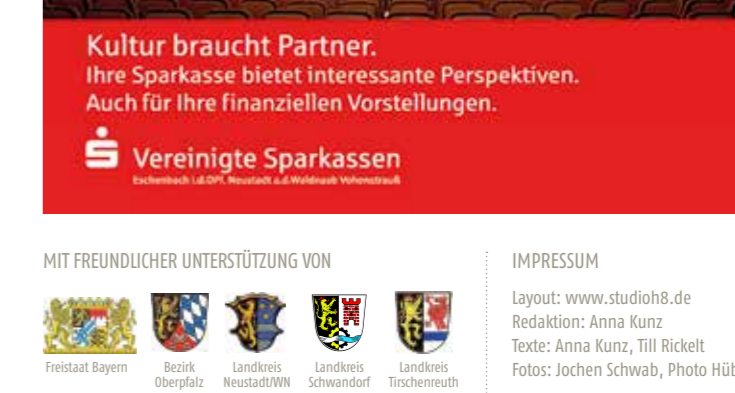 Kultur braucht Partner.
Ihre Sparkasse bietet interessante Perspektiven.
Auch für Ihre finanziellen Vorstellungen.
Vereinigte Sparkassen
Eschenbach i.d.OPf. Neustadt a.d.Waldnaab Vohenstrauß
MIT FREUNDLICHER UNTERSTÜTZUNG VON
Freistaat Bayern
Bezirk
Oberpfalz
Landkreis
Neustadt/WN
Landkreis
Schwandorf
Landkreis
Tirschenreuth
IMPRESSUM
Layout: www.studioh8.de
Redaktion: Anna Kunz
Texte: Anna Kunz, Till Rickelt
Fotos: Jochen Schwab, Photo Hüb